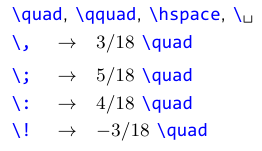 \quad, \qquad, \hspace, \␣
\, → 3/18 \quad
\; → 5/18 \quad
\: → 4/18 \quad
\! → −3/18 \quad